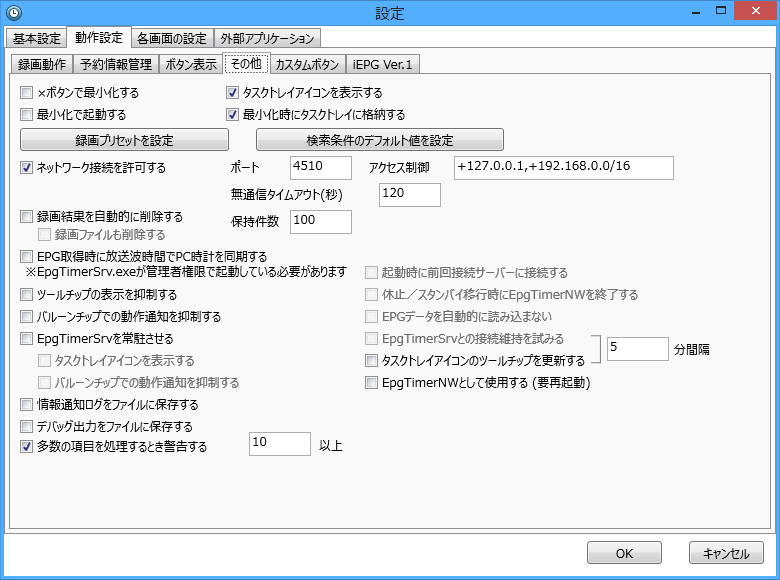 設定
基本設定 動作設定 各画面の設定 外部アプリケーション
録画動作 予約情報管理 ボタン表示 その他 カスタムボタン iEPG Ver.1
×ボタンで最小化する タスクトレイアイコンを表示する
最小化で起動する 最小化時にタスクトレイに格納する
録画プリセットを設定 検索条件のデフォルト値を設定
ネットワーク接続を許可する ポート 4510 アクセス制御 +127.0.0.1,+192.168.0.0/16
無通信タイムアウト(秒) 120
録画結果を自動的に削除する 保持件数 100
録画ファイルも削除する
EPG取得時に放送波時間でPC時計を同期する
※EpgTimerSrv.exeが管理者権限で起動している必要があります 起動時に前回接続サーバーに接続する
ツールチップの表示を抑制する 休止／スタンバイ移行時にEpgTimerNWを終了する
バルーンチップでの動作通知を抑制する EPGデータを自動的に読み込まない
EpgTimerSrvを常駐させる EpgTimerSrvとの接続維持を試みる 5 分間隔
タスクトレイアイコンを表示する タスクトレイアイコンのツールチップを更新する
バルーンチップでの動作通知を抑制する EpgTimerNWとして使用する (要再起動)
情報通知ログをファイルに保存する
デバッグ出力をファイルに保存する
多数の項目を処理するとき警告する 10 以上
OK キャンセル